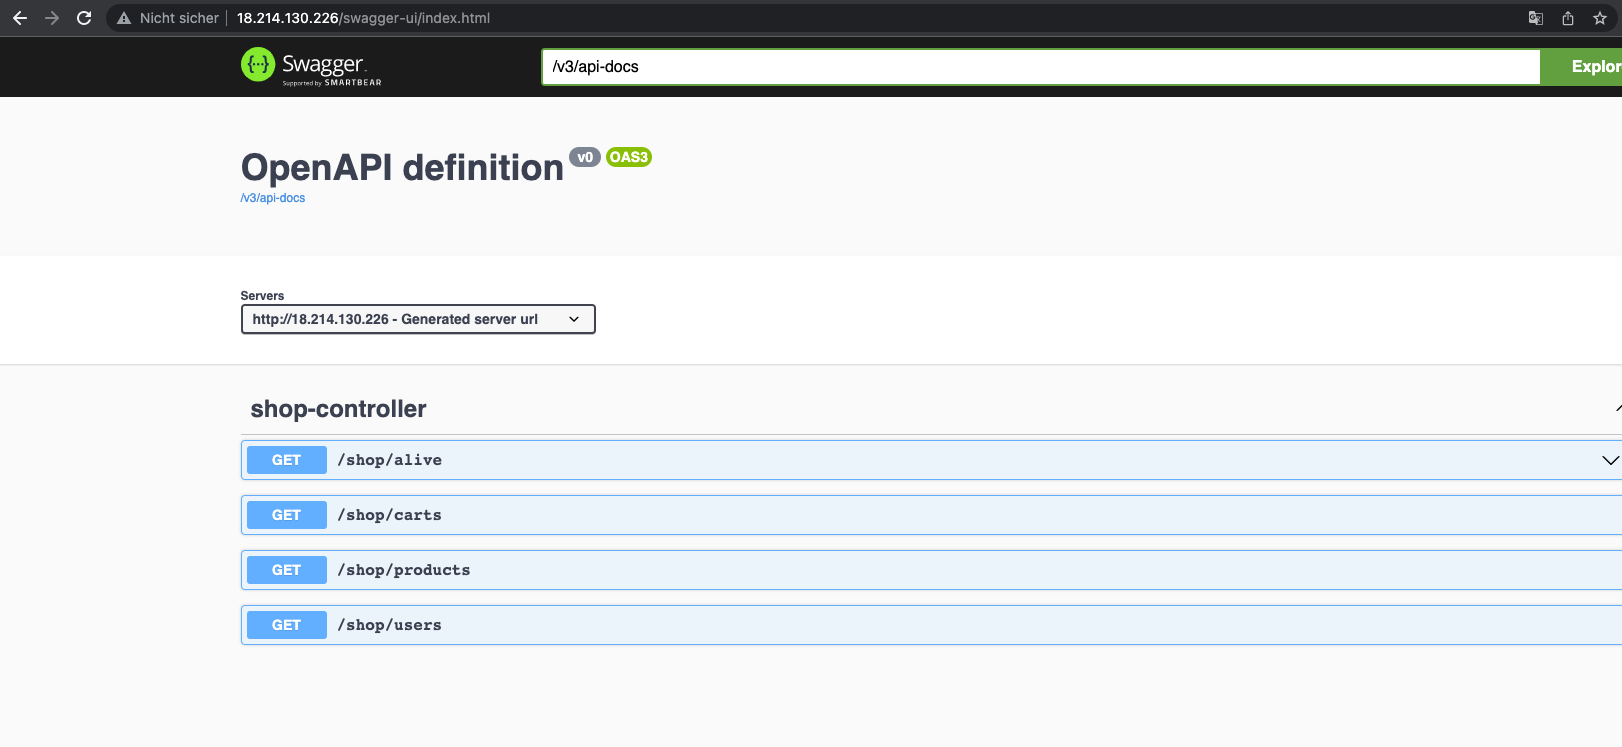 Nicht sicher 18.214.130.226/swagger-ui/index.html
Swagger.
Supported by SMARTBEAR
/v3/api-docs
Explor
OpenAPI definition v0 OAS3
/v3/api-docs
Servers
http://18.214.130.226 - Generated server url
shop-controller
GET /shop/alive
GET /shop/carts
GET /shop/products
GET /shop/users